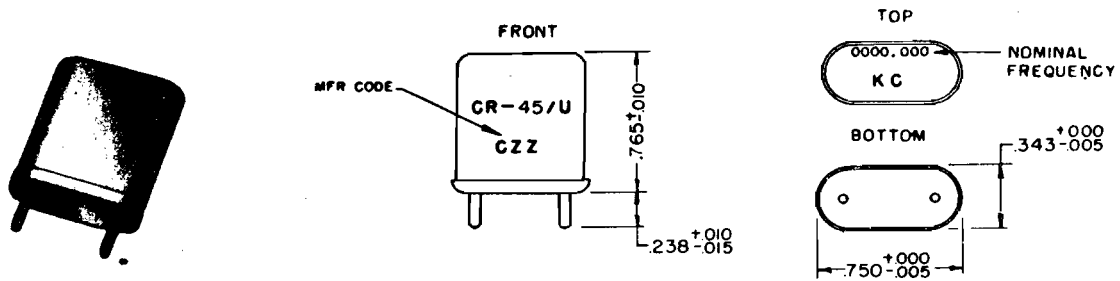 FRONT
MFR CODE
CR-45/U
CZZ
.765±.010
.238 +.010 -.015
TOP
0000.000
KC
NOMINAL
FREQUENCY
BOTTOM
.343 +000 -.005
.750 +000 -.005